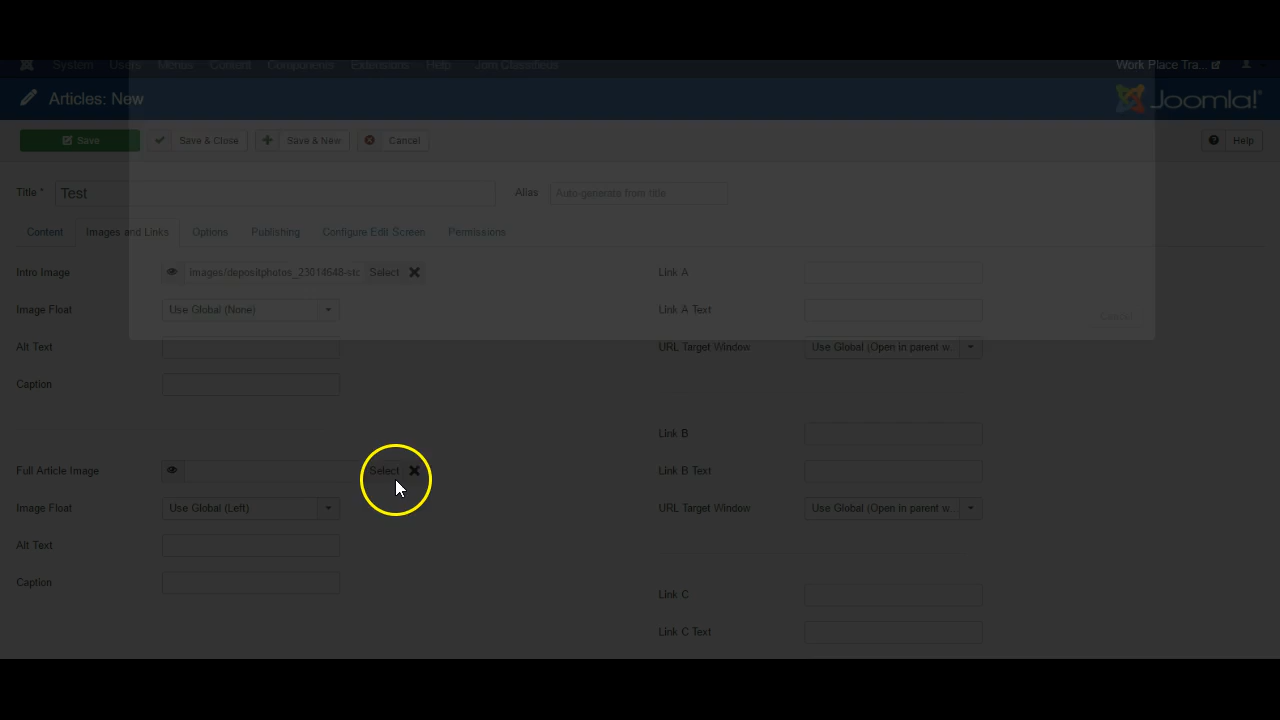 System Users Menus Content Components Extensions Help Jom Classifieds Work Place Tra...
Articles: New Joomla!
Save Save & Close Save & New Cancel Help
Title * Test Alias Auto-generate from title
Content Images and Links Options Publishing Configure Edit Screen Permissions
Intro Image images/depositphotos_23014648-stc Select Link A
Image Float Use Global (None) Link A Text
Cancel
Alt Text URL Target Window Use Global (Open in parent w...
Caption
Link B
Full Article Image Select Link B Text
Image Float Use Global (Left) URL Target Window Use Global (Open in parent w...
Alt Text
Caption
Link C
Link C Text